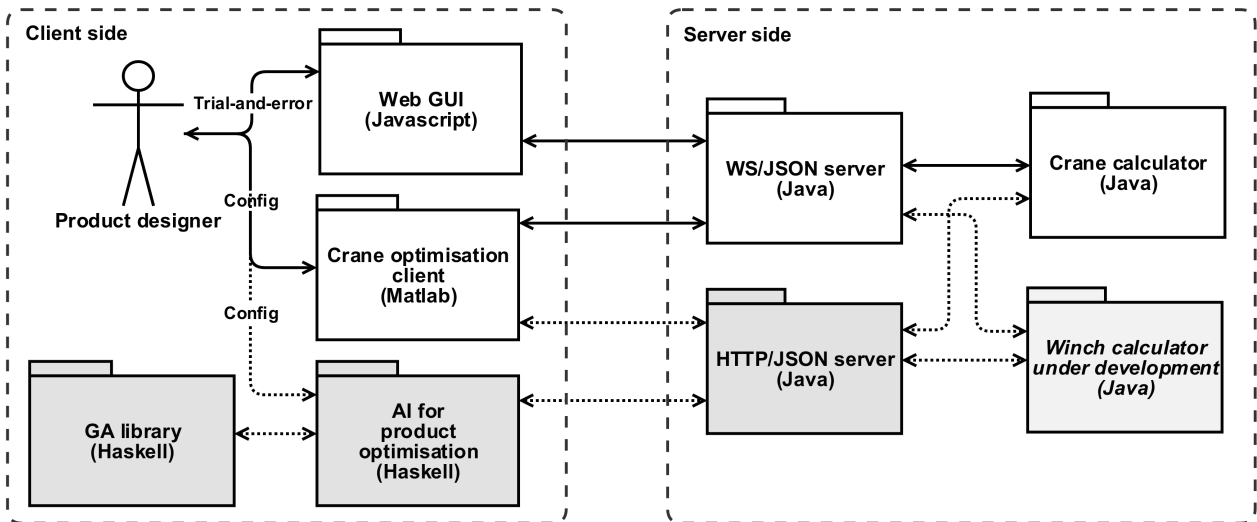 Client side
Trial-and-error
Config
Config
Product designer
Web GUI
(Javascript)
Crane optimisation
client
(Matlab)
GA library
(Haskell)
AI for
product
optimisation
(Haskell)
Server side
WS/JSON server
(Java)
Crane calculator
(Java)
HTTP/JSON server
(Java)
Winch calculator
under development
(Java)